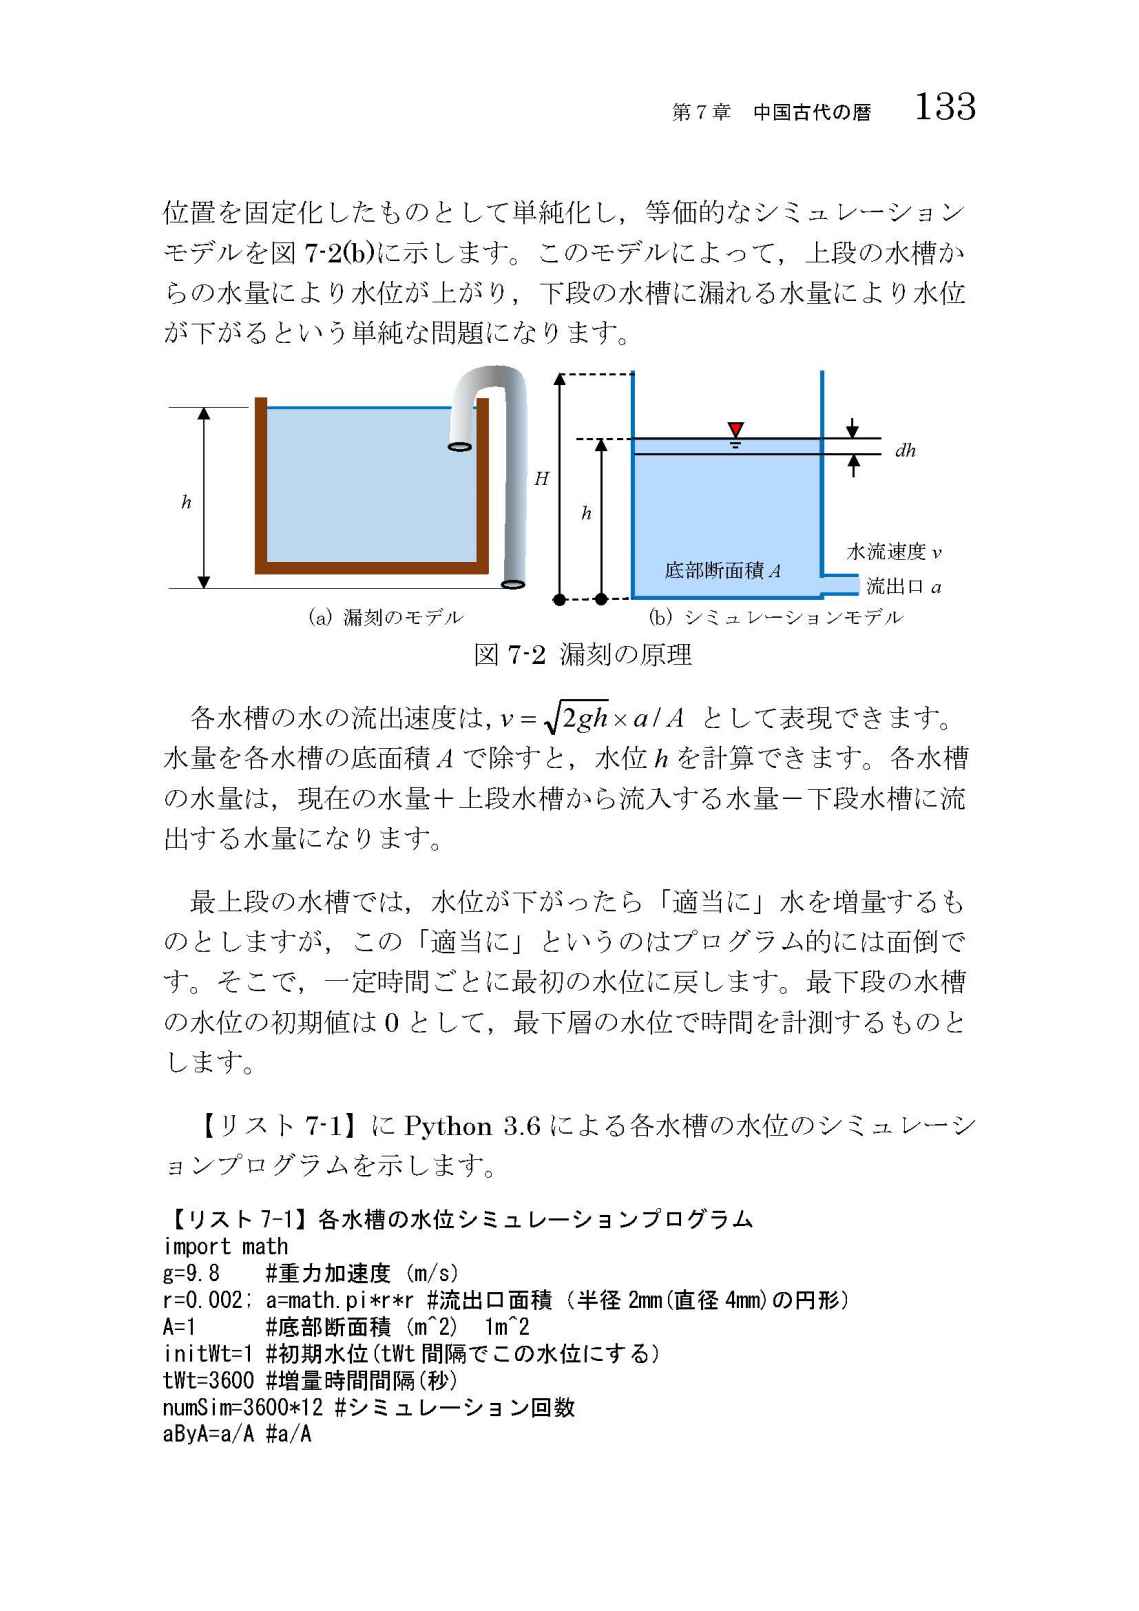 第７章　中国古代の暦　133
位置を固定化したものとして単純化し，等価的なシミュレーション
モデルを図 7-2(b)に示します。このモデルによって，上段の水槽か
らの水量により水位が上がり，下段の水槽に漏れる水量により水位
が下がるという単純な問題になります。
h
H
h
dh
水流速度 v
底部断面積 A
流出口 a
(a) 漏刻のモデル
(b) シミュレーションモデル
図 7-2 漏刻の原理
各水槽の水の流出速度は, v = √2gh × a / A として表現できます。
水量を各水槽の底面積 A で除すと，水位 h を計算できます。各水槽
の水量は，現在の水量＋上段水槽から流入する水量－下段水槽に流
出する水量になります。
最上段の水槽では，水位が下がったら「適当に」水を増量するも
のとしますが，この「適当に」というのはプログラム的には面倒で
す。そこで，一定時間ごとに最初の水位に戻します。最下段の水槽
の水位の初期値は 0 として，最下層の水位で時間を計測するものと
します。
【リスト 7-1】に Python 3.6 による各水槽の水位のシミュレーシ
ョンプログラムを示します。
【リスト 7-1】各水槽の水位シミュレーションプログラム
import math
g=9.8　　#重力加速度（m/s）
r=0.002; a=math.pi*r*r #流出口面積（半径 2mm(直径 4mm)の円形）
A=1　　　#底部断面積（m^2）　1m^2
initWt=1 #初期水位(tWt 間隔でこの水位にする)
tWt=3600 #増量時間間隔(秒)
numSim=3600*12 #シミュレーション回数
aByA=a/A #a/A